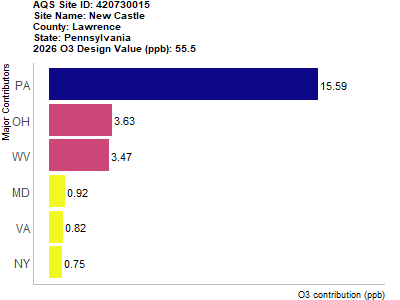 AQS Site ID: 420730015
Site Name: New Castle
County: Lawrence
State: Pennsylvania
2026 O3 Design Value (ppb): 55.5
Major Contributors
PA 15.59
OH 3.63
WV 3.47
MD 0.92
VA 0.82
NY 0.75
O3 contribution (ppb)